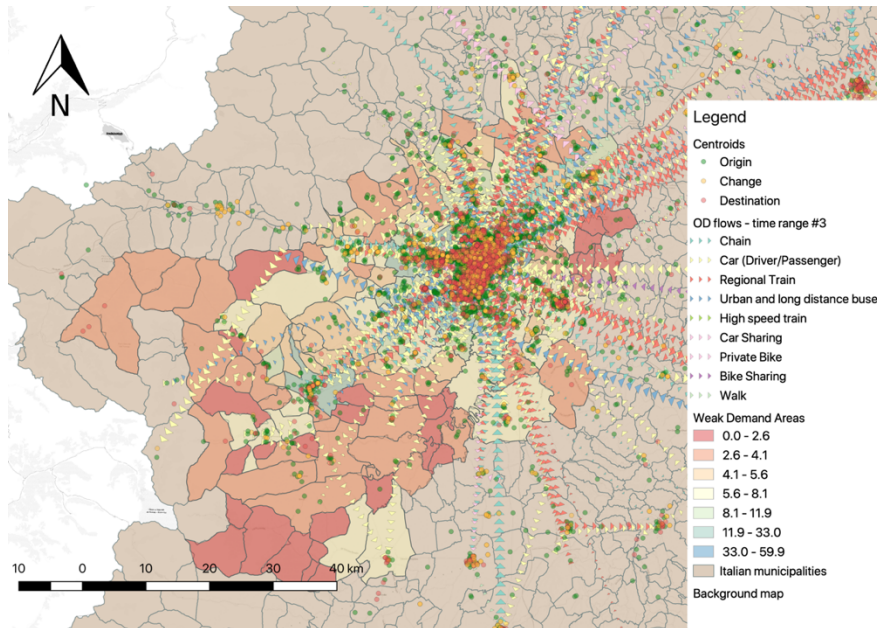 N
Legend
Centroids
Origin
Change
Destination
OD flows - time range #3
Chain
Car (Driver/Passenger)
Regional Train
Urban and long distance buse
High speed train
Car Sharing
Private Bike
Bike Sharing
Walk
Weak Demand Areas
0.0 - 2.6
2.6 - 4.1
4.1 - 5.6
5.6 - 8.1
8.1 - 11.9
11.9 - 33.0
33.0 - 59.9
Italian municipalities
Background map
10 0 10 20 30 40 km